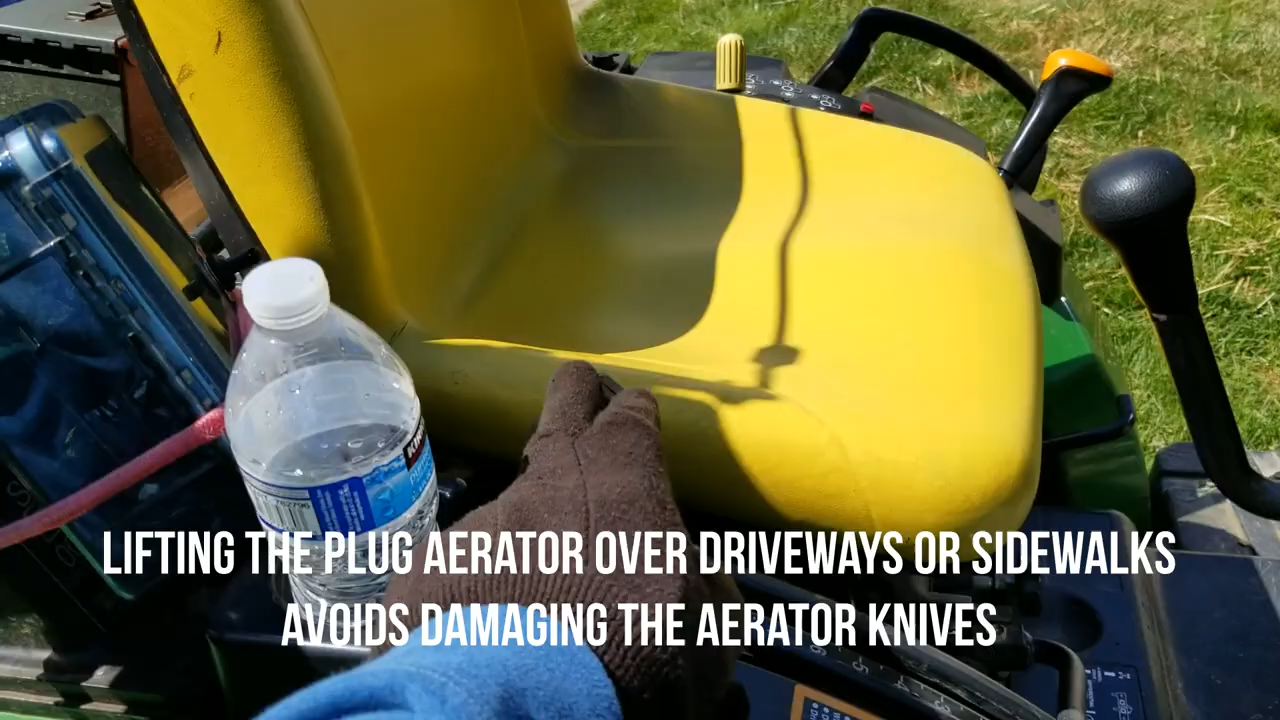 LIFTING THE PLUG AERATOR OVER DRIVEWAYS OR SIDEWALKS
AVOIDS DAMAGING THE AERATOR KNIVES